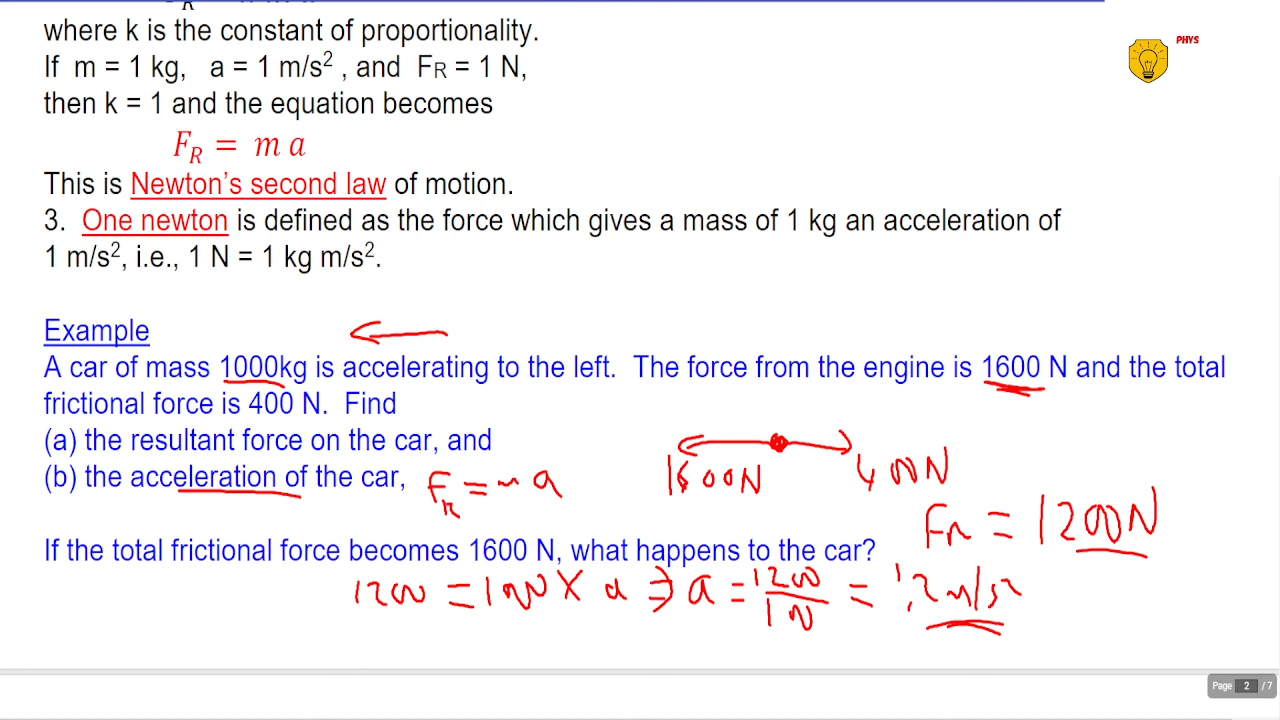 where k is the constant of proportionality.
PHYS
If m = 1 kg, a = 1 m/s² , and FR = 1 N,
then k = 1 and the equation becomes
F_R = m a
This is Newton's second law of motion.
3. One newton is defined as the force which gives a mass of 1 kg an acceleration of
1 m/s², i.e., 1 N = 1 kg m/s².
Example
A car of mass 1000kg is accelerating to the left. The force from the engine is 1600 N and the total
frictional force is 400 N. Find
(a) the resultant force on the car, and
(b) the acceleration of the car,
F_R = m a
1600N
400N
F_R = 1200N
If the total frictional force becomes 1600 N, what happens to the car?
1200 = 1000 X a ⇒ a = 1200 / = 1.2 m/s²
Page 2 / 7